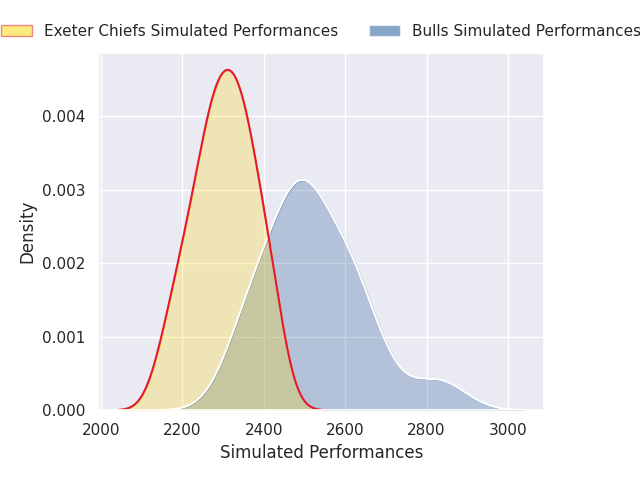 Exeter Chiefs Simulated Performances
Bulls Simulated Performances
0.004
0.003
0.002
0.001
0.000
Density
2000 2200 2400 2600 2800 3000
Simulated Performances